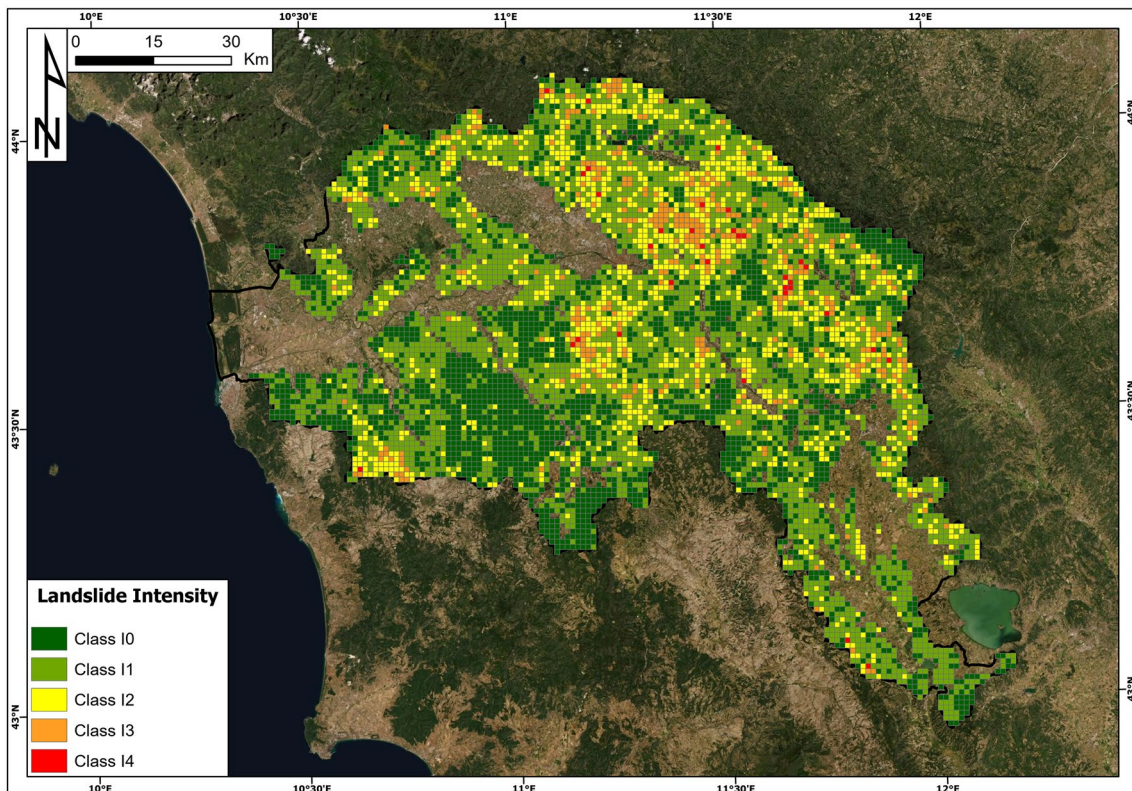 10°E 10°30'E 11°E 11°30'E 12°E
0 15 30
Km
N
44°N 44°N
43°30'N 43°30'N
43°N 43°N
Landslide Intensity
Class I0
Class I1
Class I2
Class I3
Class I4
10°E 10°30'E 11°E 11°30'E 12°E